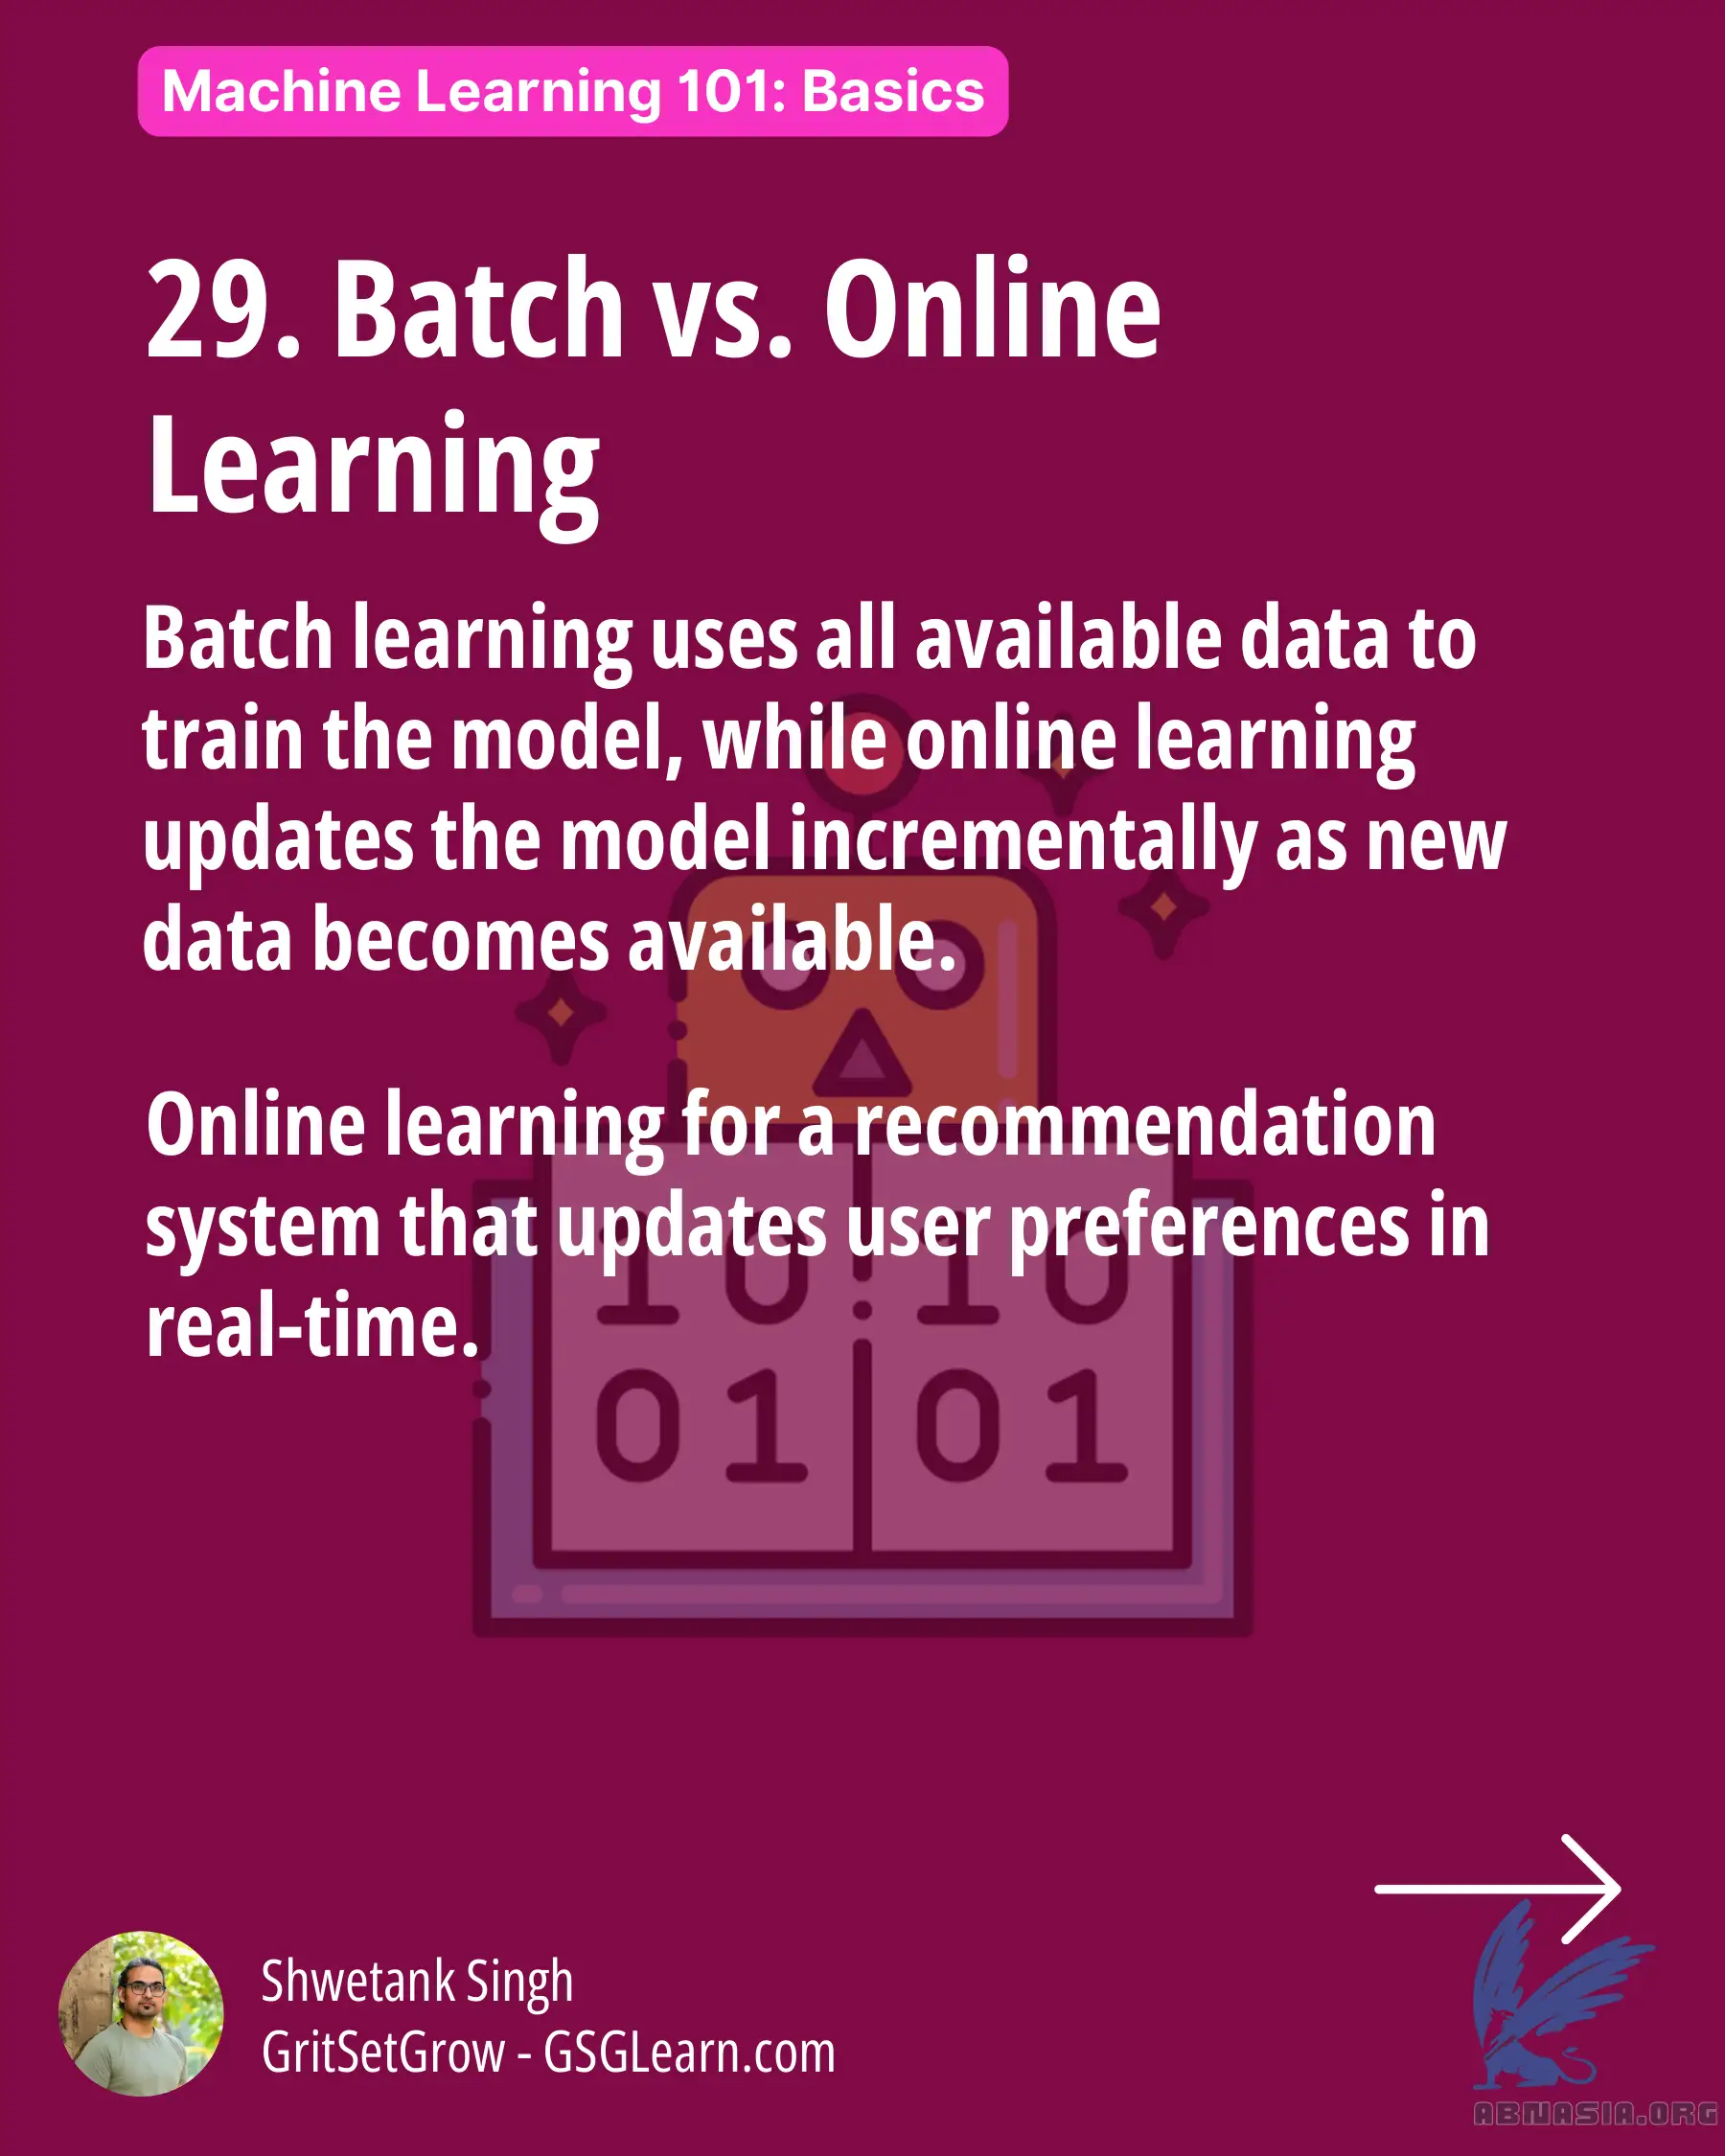 Machine Learning 101: Basics
29. Batch vs. Online
Learning
Batch learning uses all available data to
train the model, while online learning
updates the model incrementally as new
data becomes available.
Online learning for a recommendation
system that updates user preferences in
real-time.
10 10
01 01
Shwetank Singh
GritSetGrow - GSGLearn.com
ABNASIA.ORG